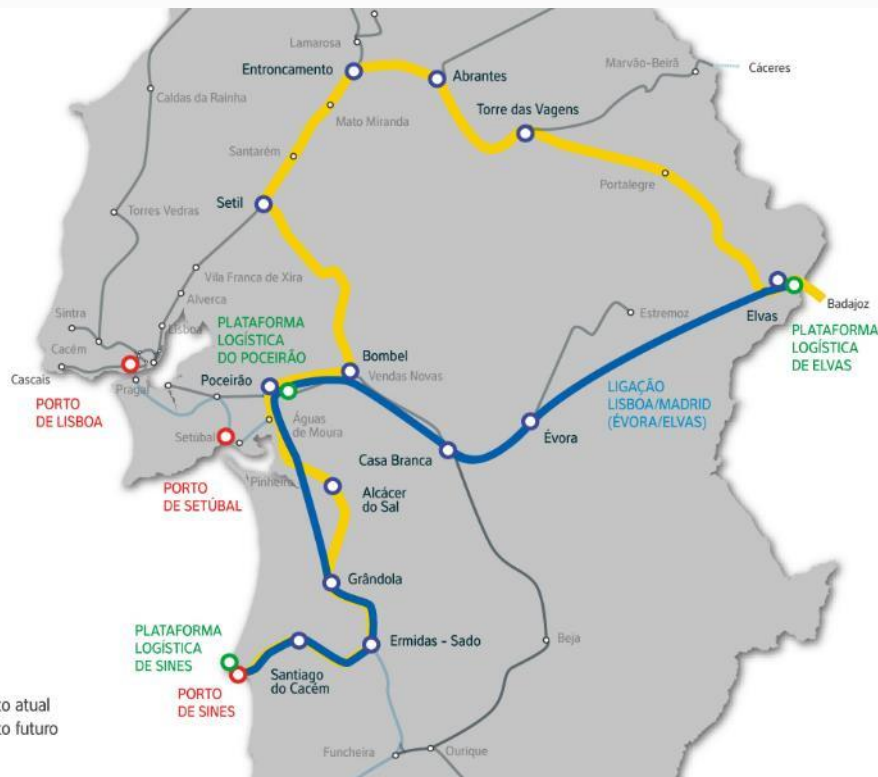 Lamarosa
Entroncamento
Abrantes
Marvão-Beirã
Cáceres
Caldas da Rainha
Mato Miranda
Torre das Vagens
Santarém
Portalegre
Setil
Torres Vedras
Vila Franca de Xira
Alverca
Sintra
Lisboa
Cacém
Cascais
Pragal
PORTO
DE LISBOA
PLATAFORMA
LOGÍSTICA
DO POCEIRÃO
Poceirão
Bombel
Vendas Novas
Estremoz
Elvas
Badajoz
PLATAFORMA
LOGÍSTICA
DE ELVAS
LIGAÇÃO
LISBOA/MADRID
(ÉVORA/ELVAS)
Águas
de Moura
Setúbal
Évora
Casa Branca
PORTO
DE SETÚBAL
Pinheiro
Alcácer
do Sal
Grândola
PLATAFORMA
LOGÍSTICA
DE SINES
Ermidas - Sado
Beja
Santiago
do Cacém
PORTO
DE SINES
atual
futuro
Funcheira
Ourique